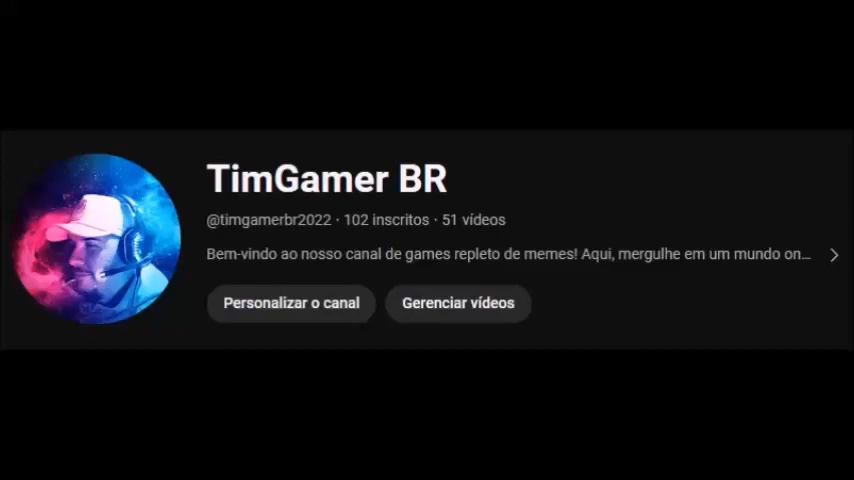 TimGamer BR
@timgamerbr2022 · 102 inscritos · 51 vídeos
Bem-vindo ao nosso canal de games repleto de memes! Aqui, mergulhe em um mundo on...
Personalizar o canal
Gerenciar vídeos